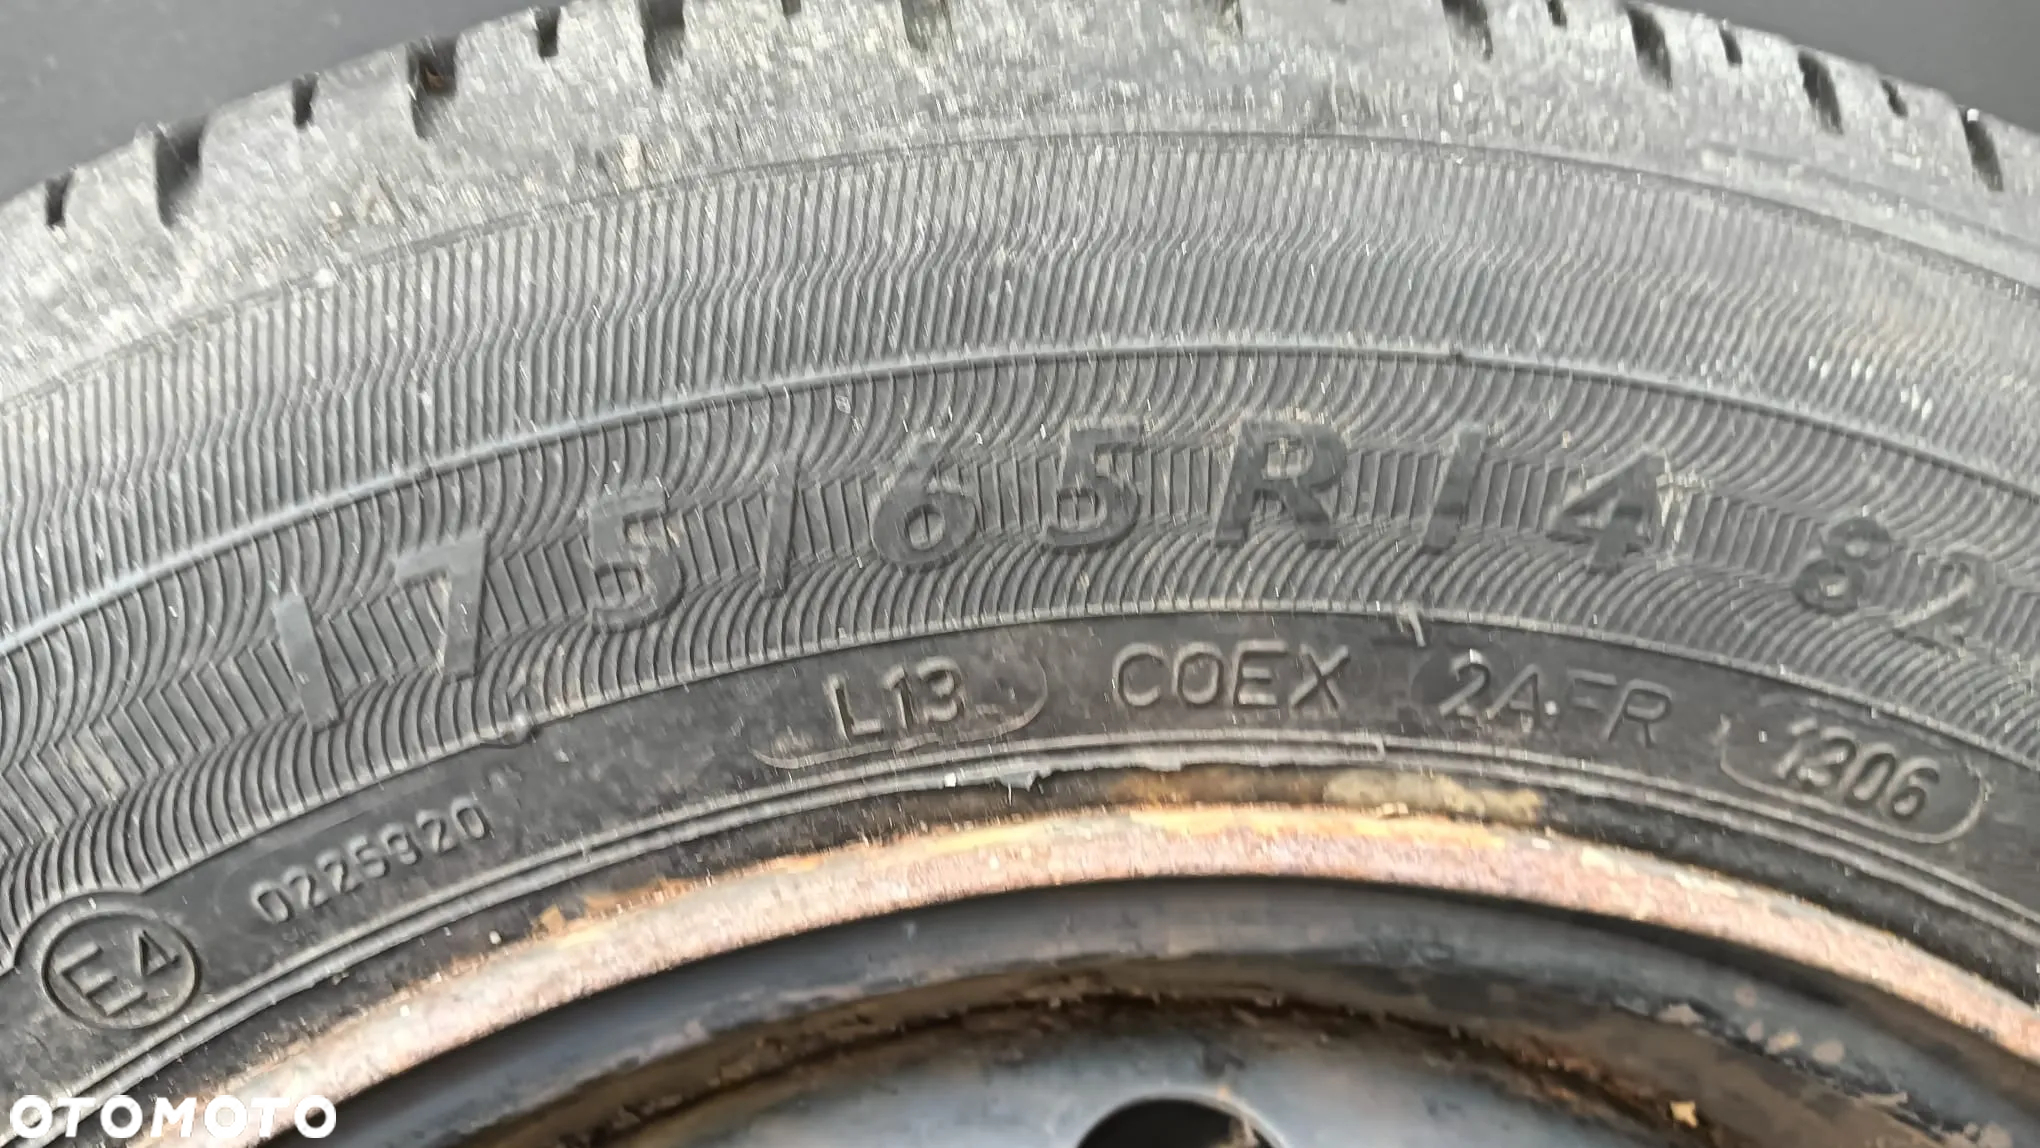 175/65R14 82
L13 COEX 2A.FR 1206
0225920
E4
OTOMOTO